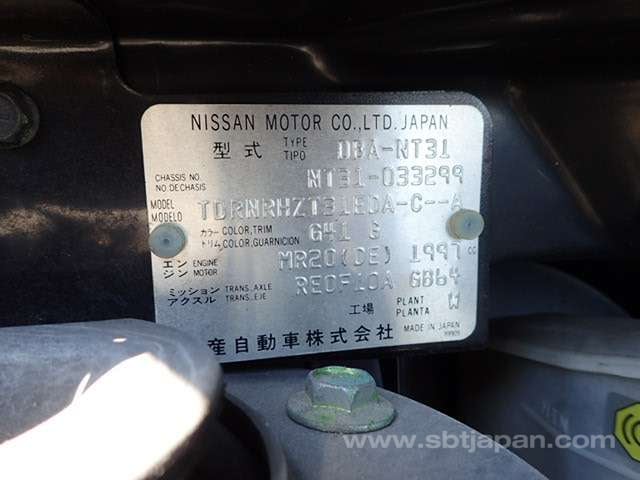 NISSAN MOTOR CO.,LTD. JAPAN
型式 TYPE TIPO DBA-NT31
CHASSIS NO. NO.DECHASIS NT31-033299
MODEL MODELO TDRNRHZT31EDA-C--A
カラー COLOR,TRIM トリム COLOR,GUARNICION G41 G
エンジン ENGINE MOTOR MR20(DE) 1997 cc
ミッション TRANS.,AXLE アクスル TRANS.,EJE RE0F10A GB64
工場 PLANT PLANTA W
産自動車株式会社 MADE IN JAPAN
www.sbtjapan.com